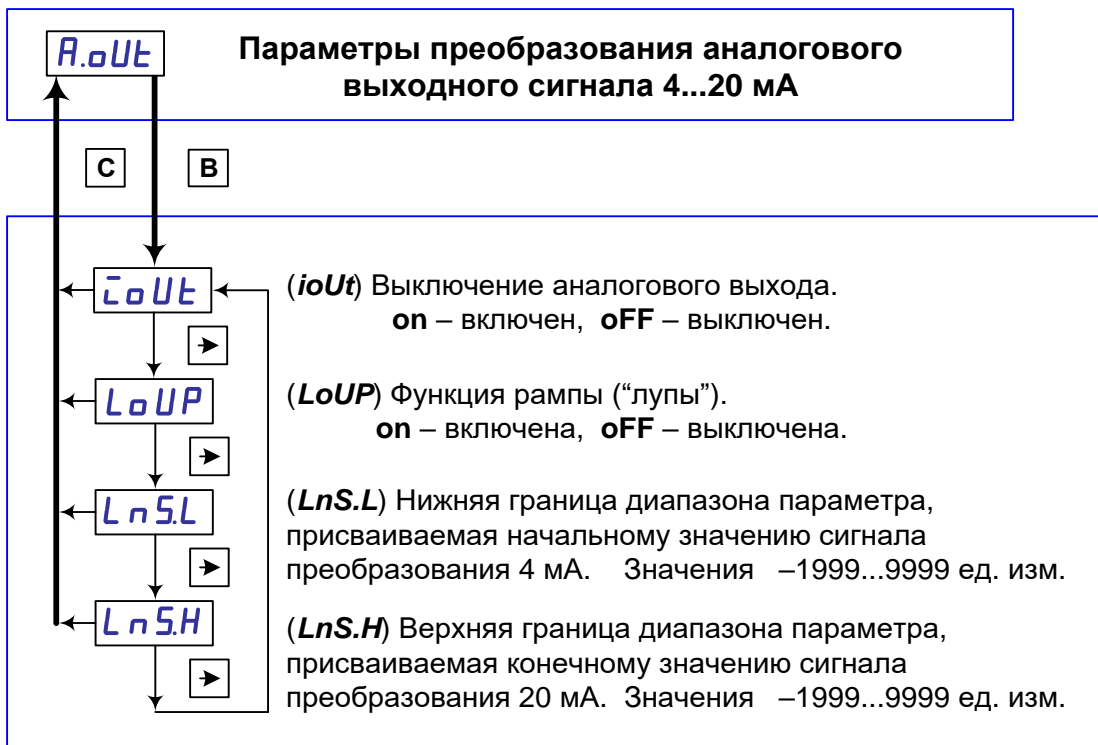 A.oUt
Параметры преобразования аналогового
выходного сигнала 4...20 мА
C
B
ioUt
(ioUt) Выключение аналогового выхода.
on – включен, oFF – выключен.
LoUP
(LoUP) Функция рампы (“лупы”).
on – включена, oFF – выключена.
LnS.L
(LnS.L) Нижняя граница диапазона параметра,
присваиваемая начальному значению сигнала
преобразования 4 мА. Значения –1999...9999 ед. изм.
LnS.H
(LnS.H) Верхняя граница диапазона параметра,
присваиваемая конечному значению сигнала
преобразования 20 мА. Значения –1999...9999 ед. изм.